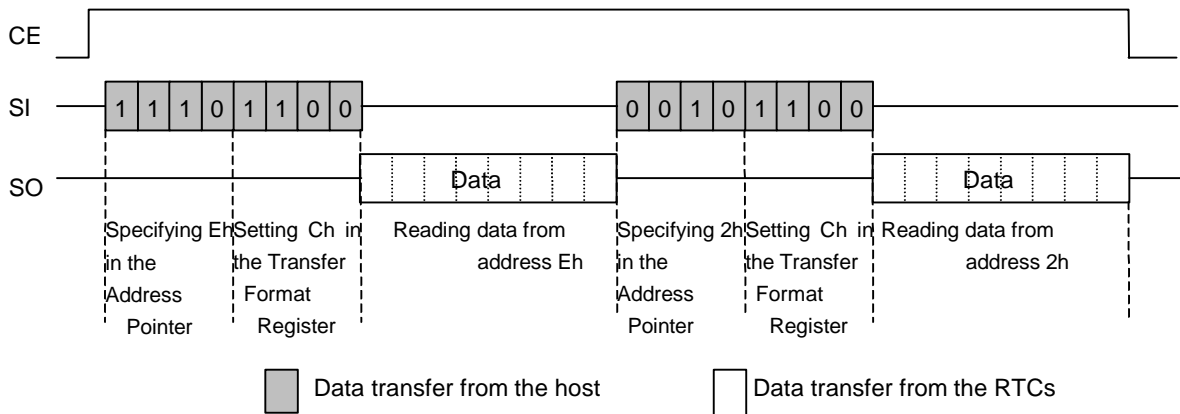 CE
SI 1 1 1 0 1 1 0 0 0 0 1 0 1 1 0 0
SO Data Data
Specifying Eh Setting Ch in Reading data from Specifying 2h Setting Ch in Reading data from
in the the Transfer address Eh in the the Transfer address 2h
Address Format Address Format
Pointer Register Pointer Register
Data transfer from the host Data transfer from the RTCs